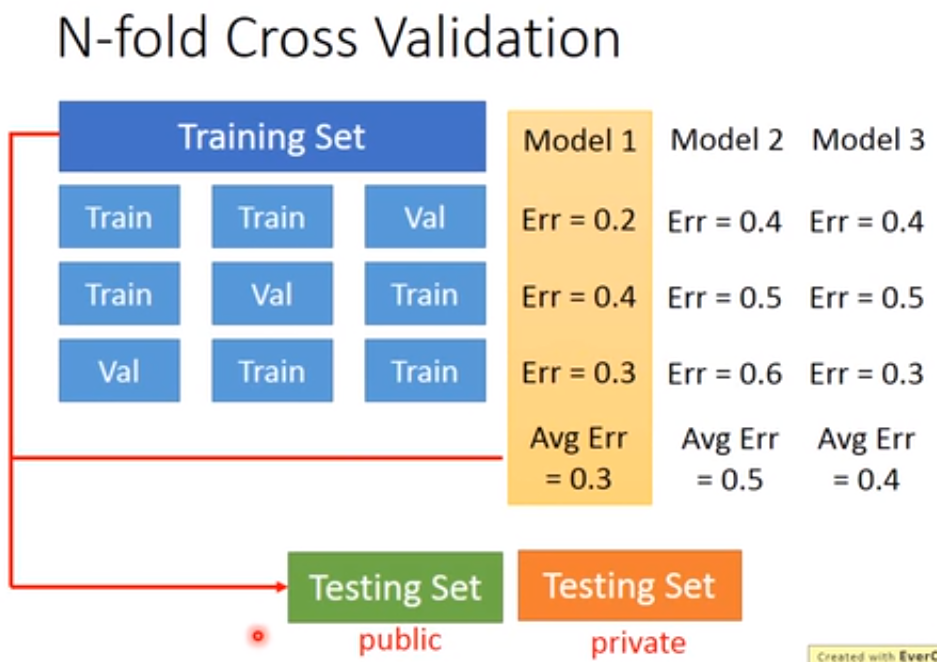 N-fold Cross Validation
Training Set
Model 1 Model 2 Model 3
Train Train Val Err = 0.2 Err = 0.4 Err = 0.4
Train Val Train Err = 0.4 Err = 0.5 Err = 0.5
Val Train Train Err = 0.3 Err = 0.6 Err = 0.3
Avg Err Avg Err Avg Err
= 0.3 = 0.5 = 0.4
Testing Set Testing Set
public private
Created with